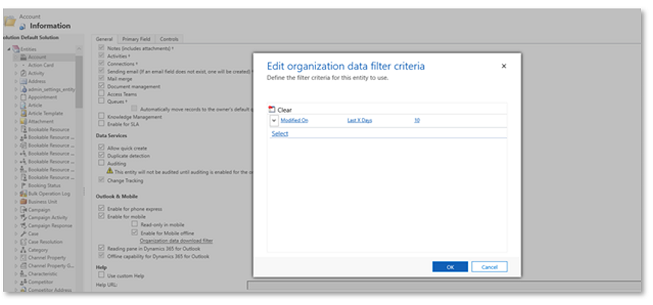 Account
Information
Solution Default Solution
Entities
Account
Action Card
Activity
Address
admin_settings_entity
Appointment
Article
Article Template
Attachment
Bookable Resource
Bookable Resource ...
Bookable Resource ...
Bookable Resource ...
Bookable Resource ...
Bookable Resource ...
Booking Status
Bulk Operation Log
Business Unit
Campaign
Campaign Activity
Campaign Response
Case
Case Resolution
Category
Channel Property
Channel Property G...
Characteristic
Competitor
Competitor Address
General Primary Field Controls
Notes (includes attachments) *
Activities *
Connections *
Sending email (If an email field does not exist, one will be created) *
Mail merge
Document management
Access Teams
Queues *
Automatically move records to the owner's default
Knowledge Management
Enable for SLA
Data Services
Allow quick create
Duplicate detection
Auditing
This entity will not be audited until auditing is enabled for the
Change Tracking
Outlook & Mobile
Enable for phone express
Enable for mobile
Read-only in mobile
Enable for Mobile offline
Organization data download filter
Reading pane in Dynamics 365 for Outlook
Offline capability for Dynamics 365 for Outlook
Help
Use custom Help
Help URL:
Edit organization data filter criteria
Define the filter criteria for this entity to use.
Clear
Modified On Last X Days 10
Select
OK Cancel